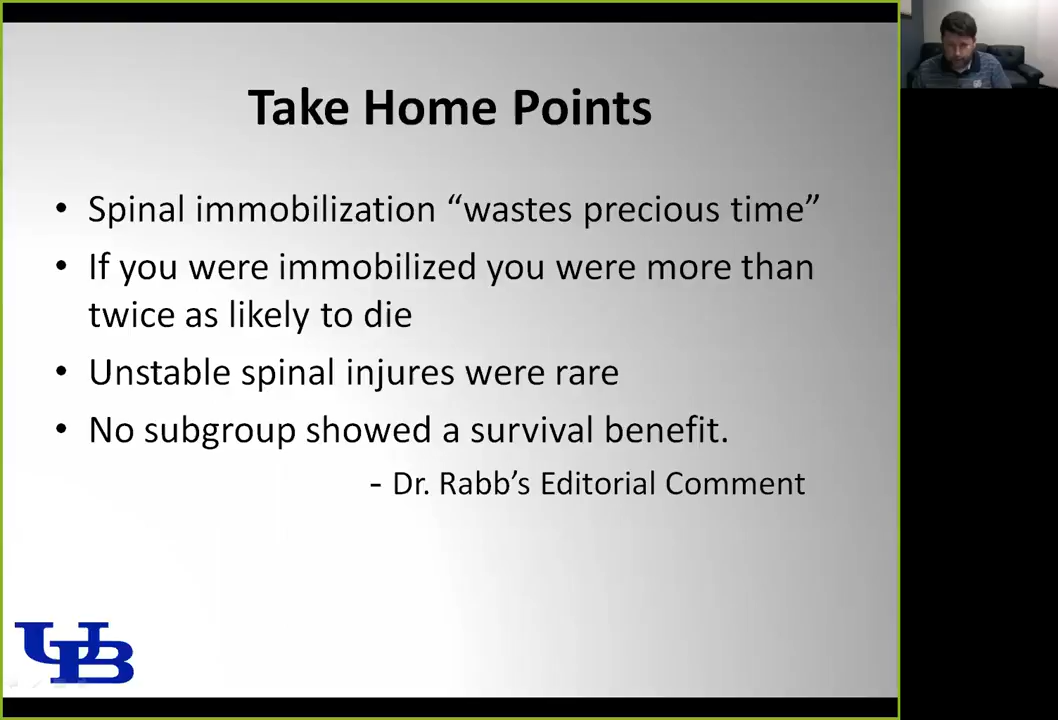 Take Home Points
• Spinal immobilization “wastes precious time”
• If you were immobilized you were more than
twice as likely to die
• Unstable spinal injures were rare
• No subgroup showed a survival benefit.
- Dr. Rabb’s Editorial Comment
UB